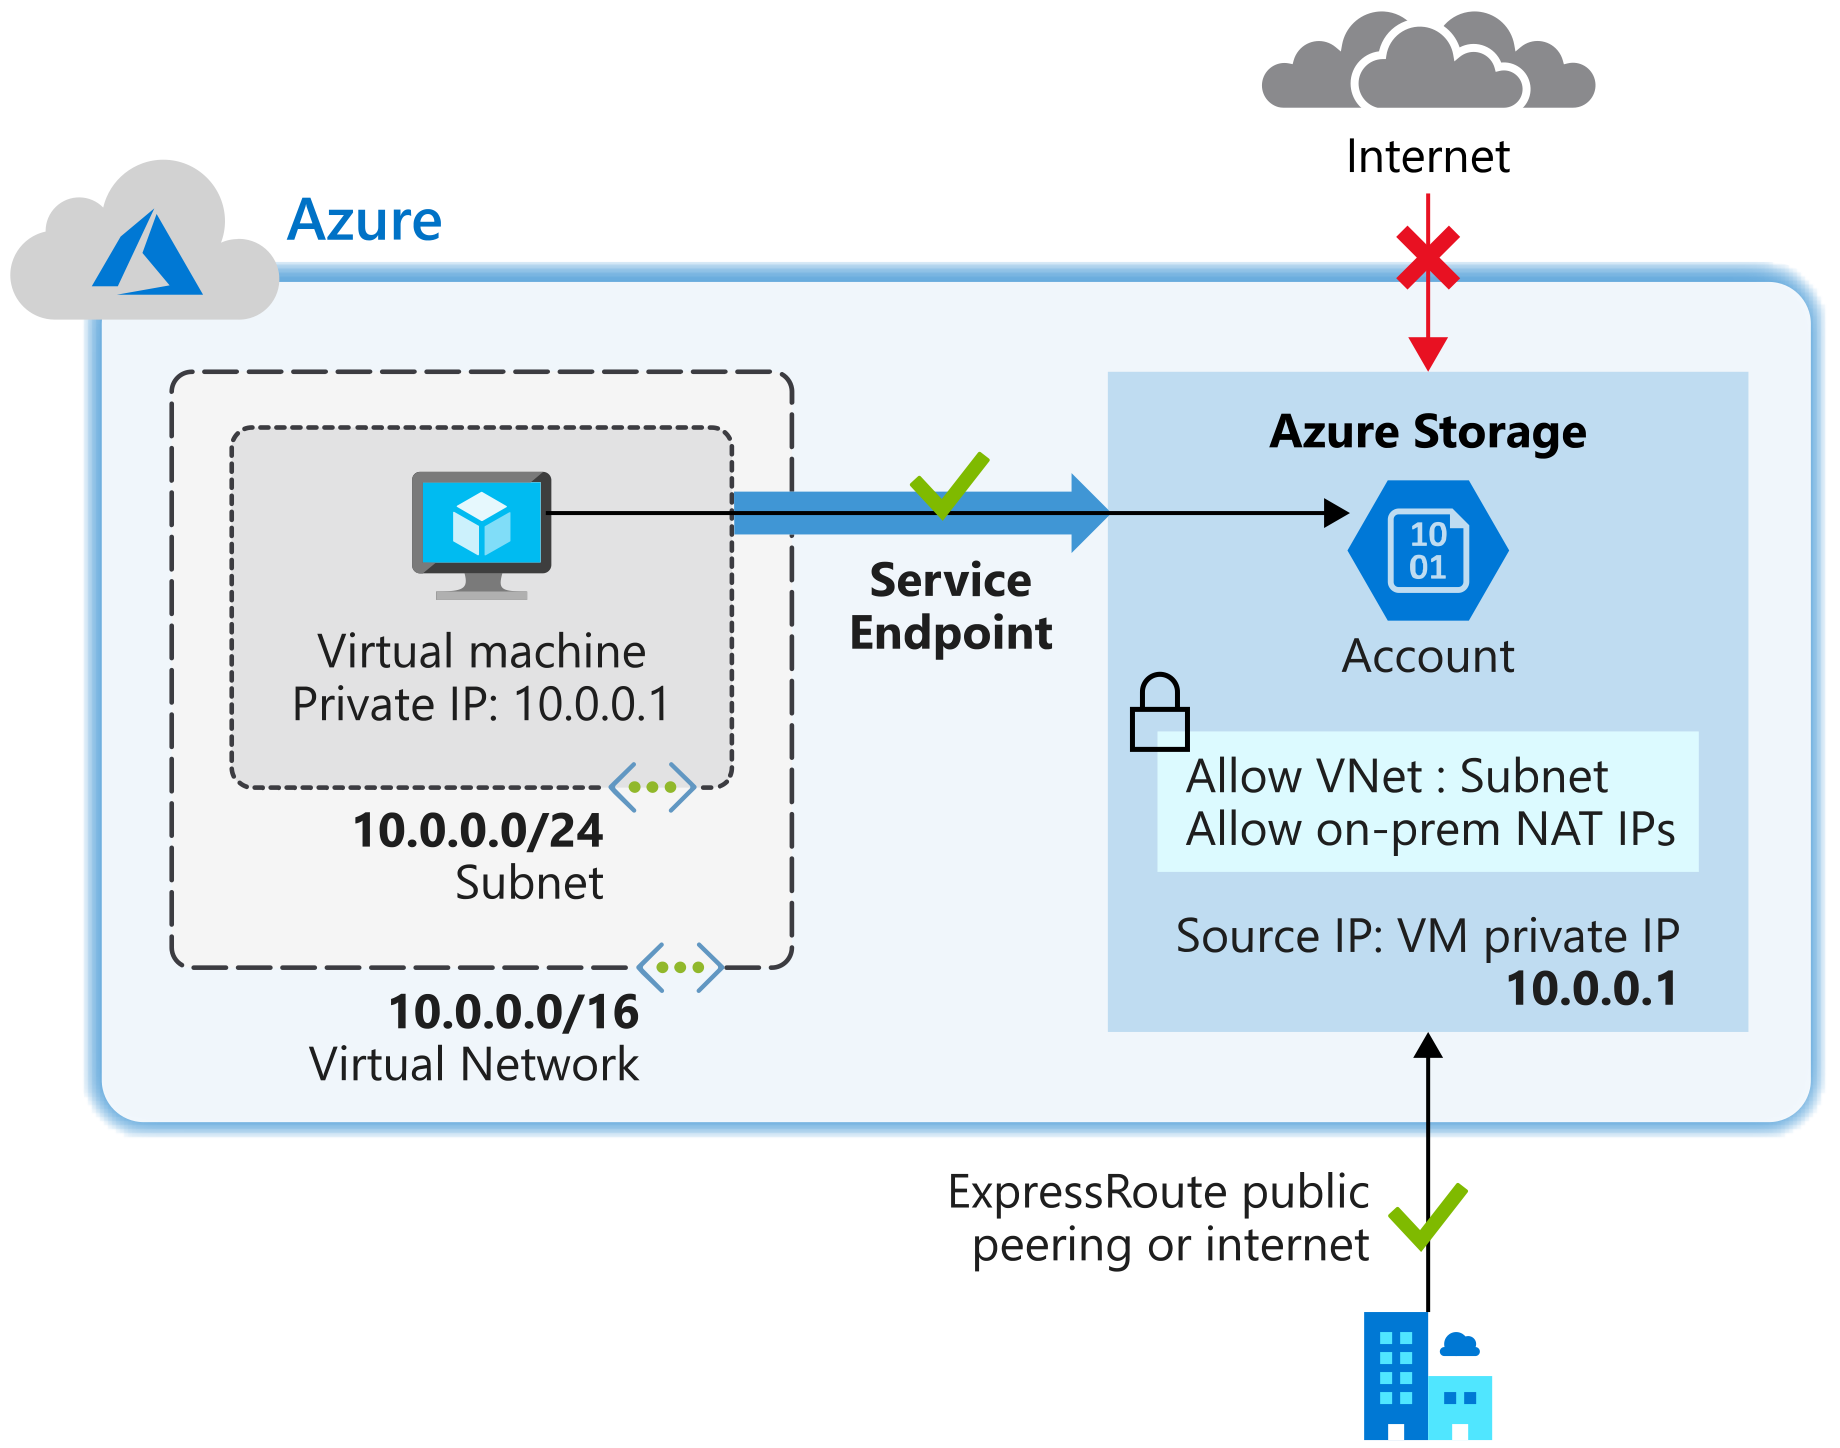 Internet
Azure
Azure Storage
10
01
Account
Service
Endpoint
Virtual machine
Private IP: 10.0.0.1
10.0.0.0/24
Subnet
10.0.0.0/16
Virtual Network
Allow VNet : Subnet
Allow on-prem NAT IPs
Source IP: VM private IP
10.0.0.1
ExpressRoute public
peering or internet